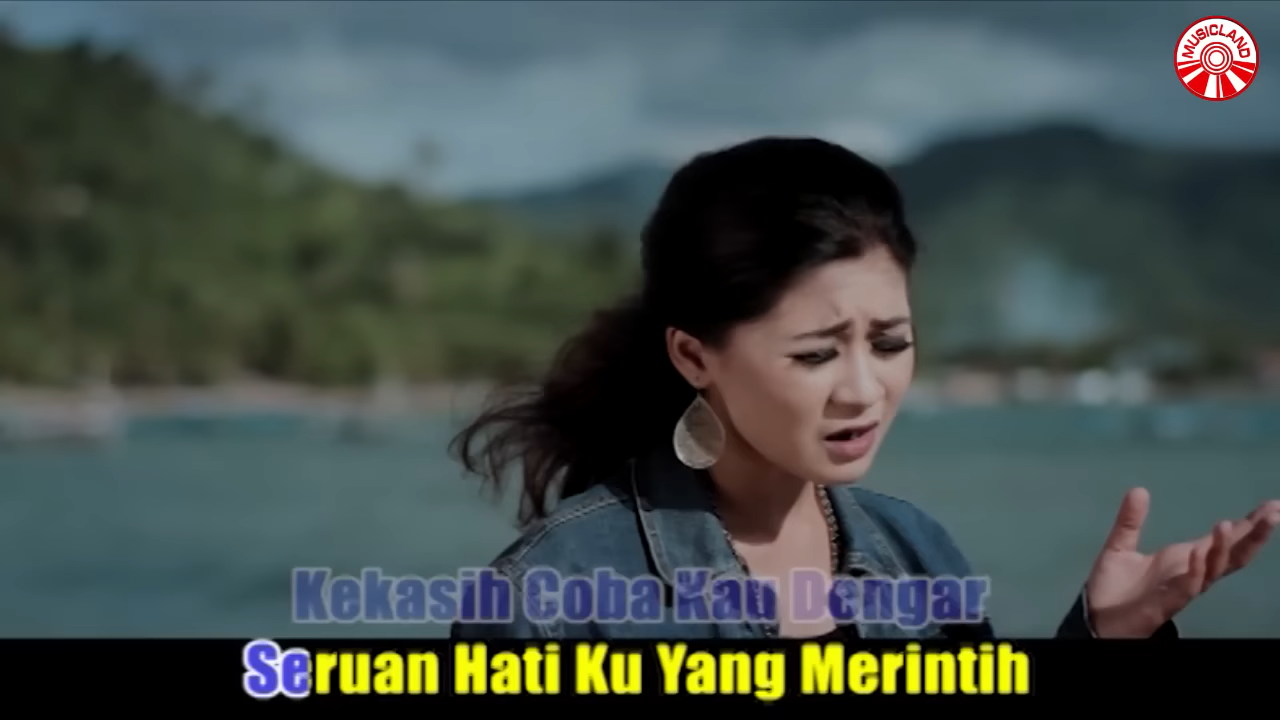 MUSICLAND
Kekasih Coba Kau Dengar
Seruan Hati Ku Yang Merintih